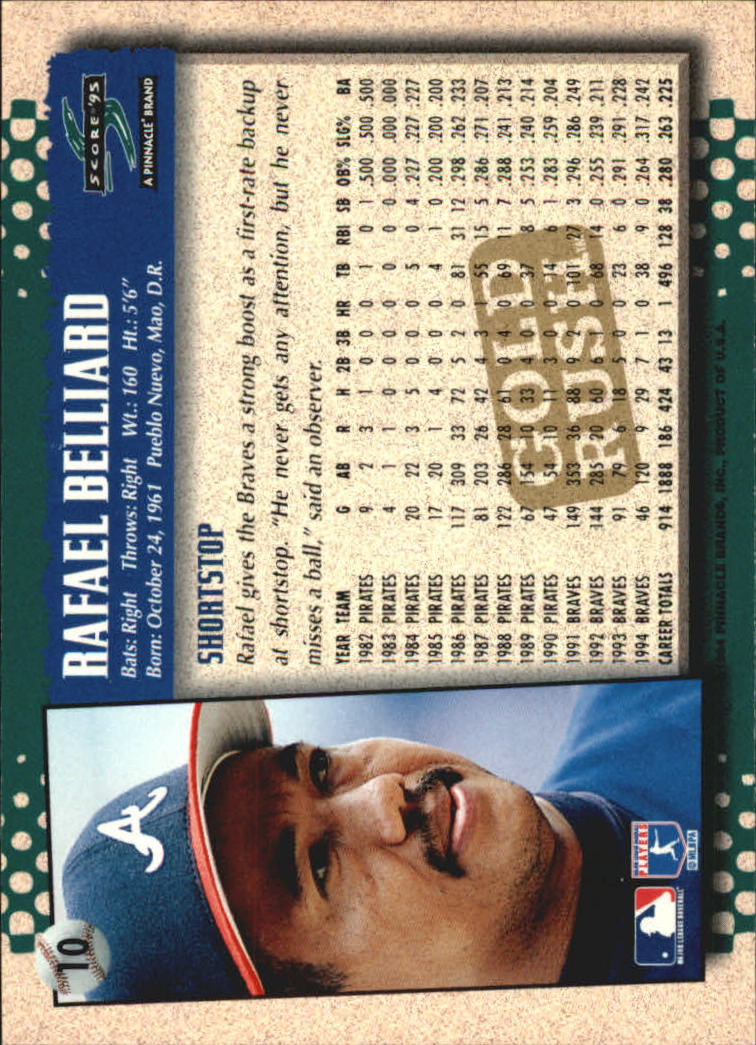 RAFAEL BELLIARD
Bats: Right Throws: Right Wt.: 160 Ht.: 5'6"
Born: October 24, 1961 Pueblo Nuevo, Mao, D.R.
SCORE '95
A PINNACLE BRAND
SHORTSTOP
Rafael gives the Braves a strong boost as a first-rate backup
at shortstop. "He never gets any attention, but he never
misses a ball," said an observer.
YEAR TEAM G AB R H 2B 3B HR TB RBI SB OB% SLG% BA
1982 PIRATES 9 2 3 1 0 0 0 1 0 1 .500 .500 .500
1983 PIRATES 4 1 1 0 0 0 0 0 0 0 .000 .000 .000
1984 PIRATES 20 22 3 5 0 0 0 5 0 4 .227 .227 .227
1985 PIRATES 17 20 1 4 0 0 0 4 1 0 .200 .200 .200
1986 PIRATES 117 309 33 72 5 2 0 81 31 12 .298 .262 .233
1987 PIRATES 81 203 26 42 4 3 1 55 15 5 .286 .271 .207
1988 PIRATES 122 286 28 61 0 4 0 69 11 7 .288 .241 .213
1989 PIRATES 67 154 10 33 4 0 0 37 8 5 .253 .240 .214
1990 PIRATES 47 54 10 11 3 0 0 14 6 1 .283 .259 .204
1991 BRAVES 149 353 36 88 9 2 0 101 27 3 .296 .286 .249
1992 BRAVES 144 285 20 60 6 1 0 68 14 0 .255 .239 .211
1993 BRAVES 91 79 6 18 5 0 0 23 6 0 .291 .291 .228
1994 BRAVES 46 120 9 29 7 1 0 38 9 0 .264 .317 .242
CAREER TOTALS 914 1888 186 424 43 13 1 496 128 38 .280 .263 .225
GOLD
RUSH
PINNACLE BRANDS, INC., PRODUCT OF U.S.A.
10
A
MAJOR LEAGUE BASEBALL
PLAYERS
© MLBPA